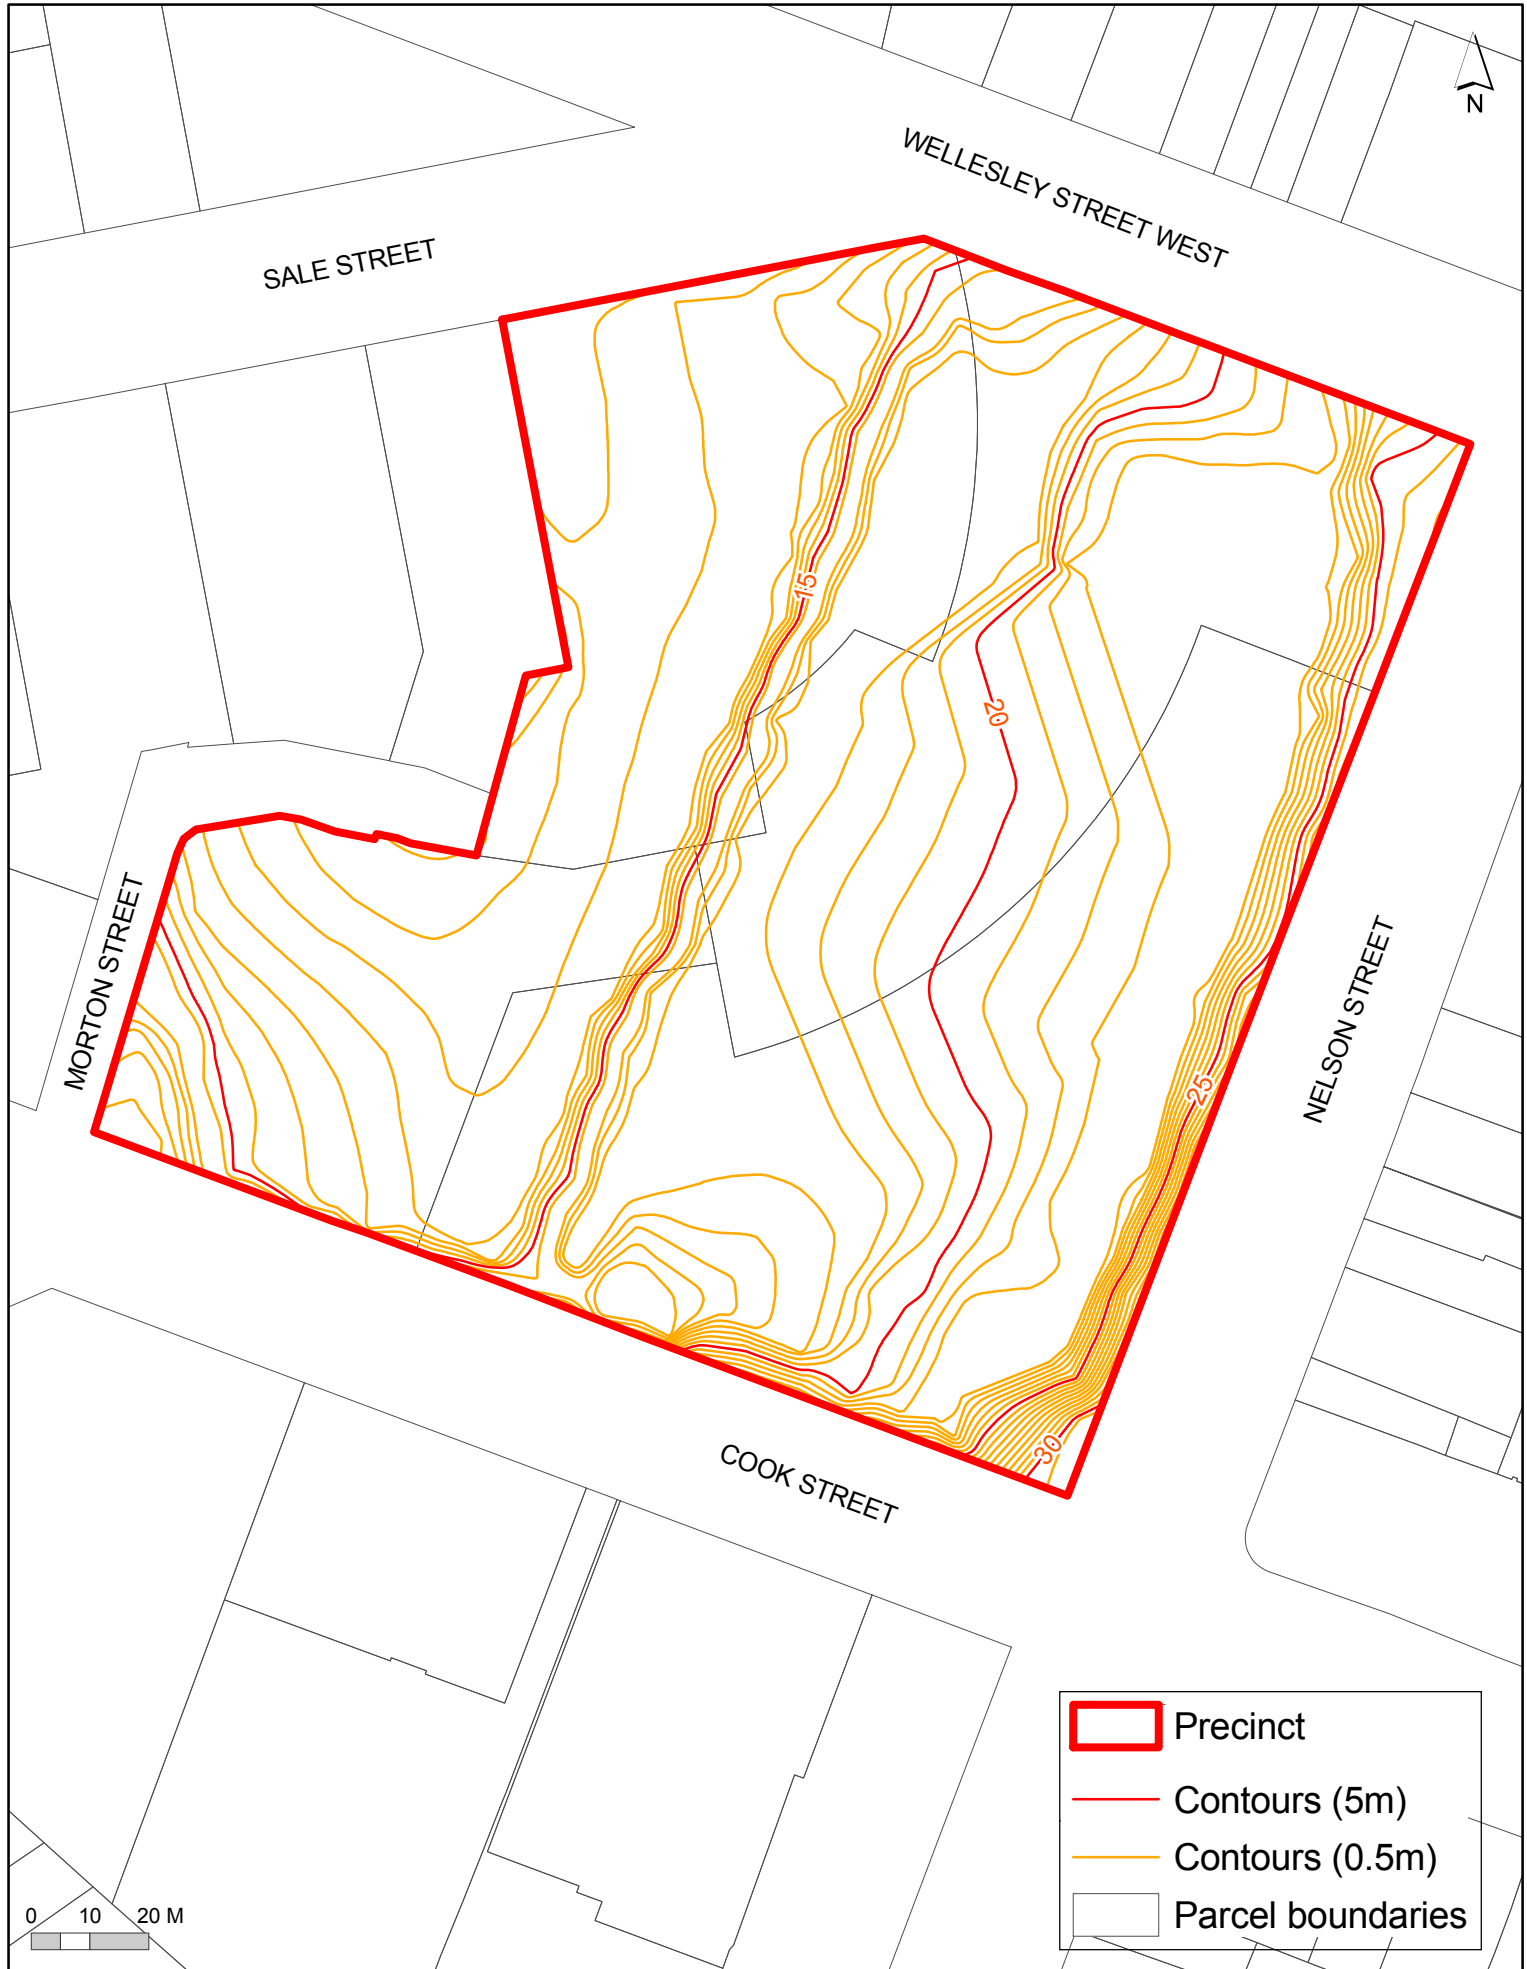 N
WELLESLEY STREET WEST
SALE STREET
15
20
MORTON STREET
NELSON STREET
25
30
COOK STREET
Precinct
Contours (5m)
Contours (0.5m)
Parcel boundaries
0 10 20 M